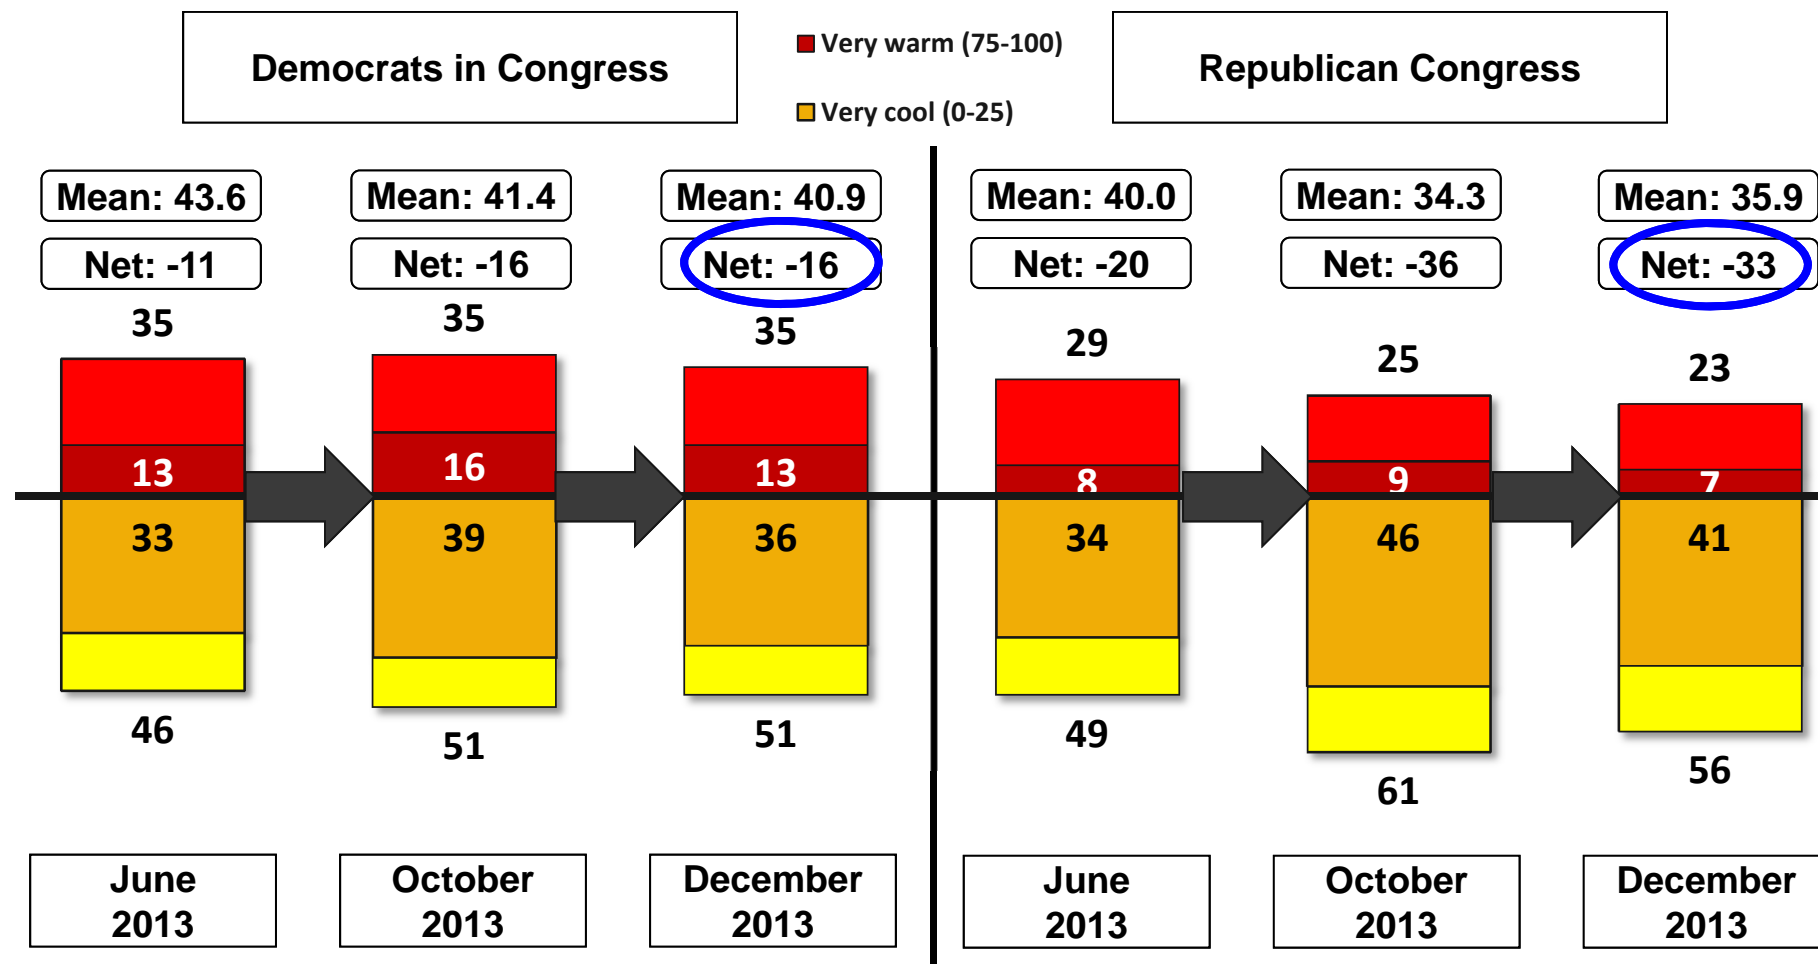 Democrats in Congress
Very warm (75-100)
Very cool (0-25)
Republican Congress
Mean: 43.6
Mean: 41.4
Mean: 40.9
Mean: 40.0
Mean: 34.3
Mean: 35.9
Net: -11
Net: -16
Net: -16
Net: -20
Net: -36
Net: -33
35
35
35
29
25
23
13
16
13
8
9
7
33
39
36
34
46
41
46
51
51
49
61
56
June
2013
October
2013
December
2013
June
2013
October
2013
December
2013